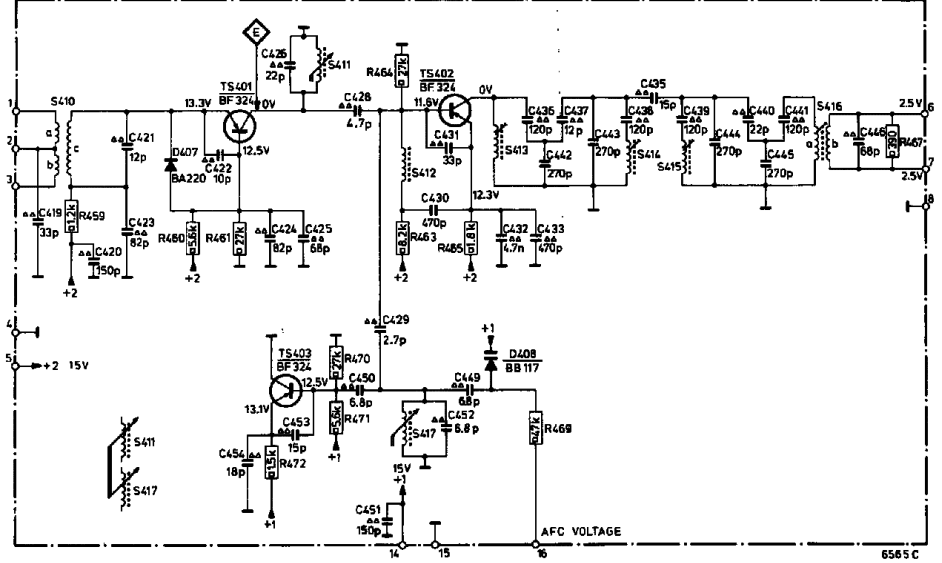 E
C426
22p
S411
R464
27k
TS401
BF324
13.3V
0V
12.5V
C428
4.7p
TS402
BF324
11.6V
0V
12.3V
C431
33p
C435
15p
C436
120p
C437
12p
C438
120p
C439
120p
C440
22p
C441
120p
S416
a
b
2.5V
6
C446
68p
R467
390
2.5V
7
8
1
2
3
S410
a
b
c
C421
12p
D407
BA220
C422
10p
S412
S413
C442
270p
C443
270p
S414
S415
C444
270p
C445
270p
C419
33p
R459
1.2k
C420
150p
+2
C423
82p
R460
5.6k
+2
R461
27k
C424
82p
C425
68p
C430
470p
R463
8.2k
+2
R465
1.8k
+2
C432
4.7n
C433
470p
4
5
+2 15V
C429
2.7p
TS403
BF324
12.5V
13.1V
R470
27k
C450
6.8p
R471
5.6k
+1
C449
6.8p
+1
D408
BB117
C453
15p
C454
18p
R472
1.5k
+1
S417
C452
6.8p
R469
47k
S411
S417
15V
+1
C451
150p
14
15
16
AFC VOLTAGE
6565C